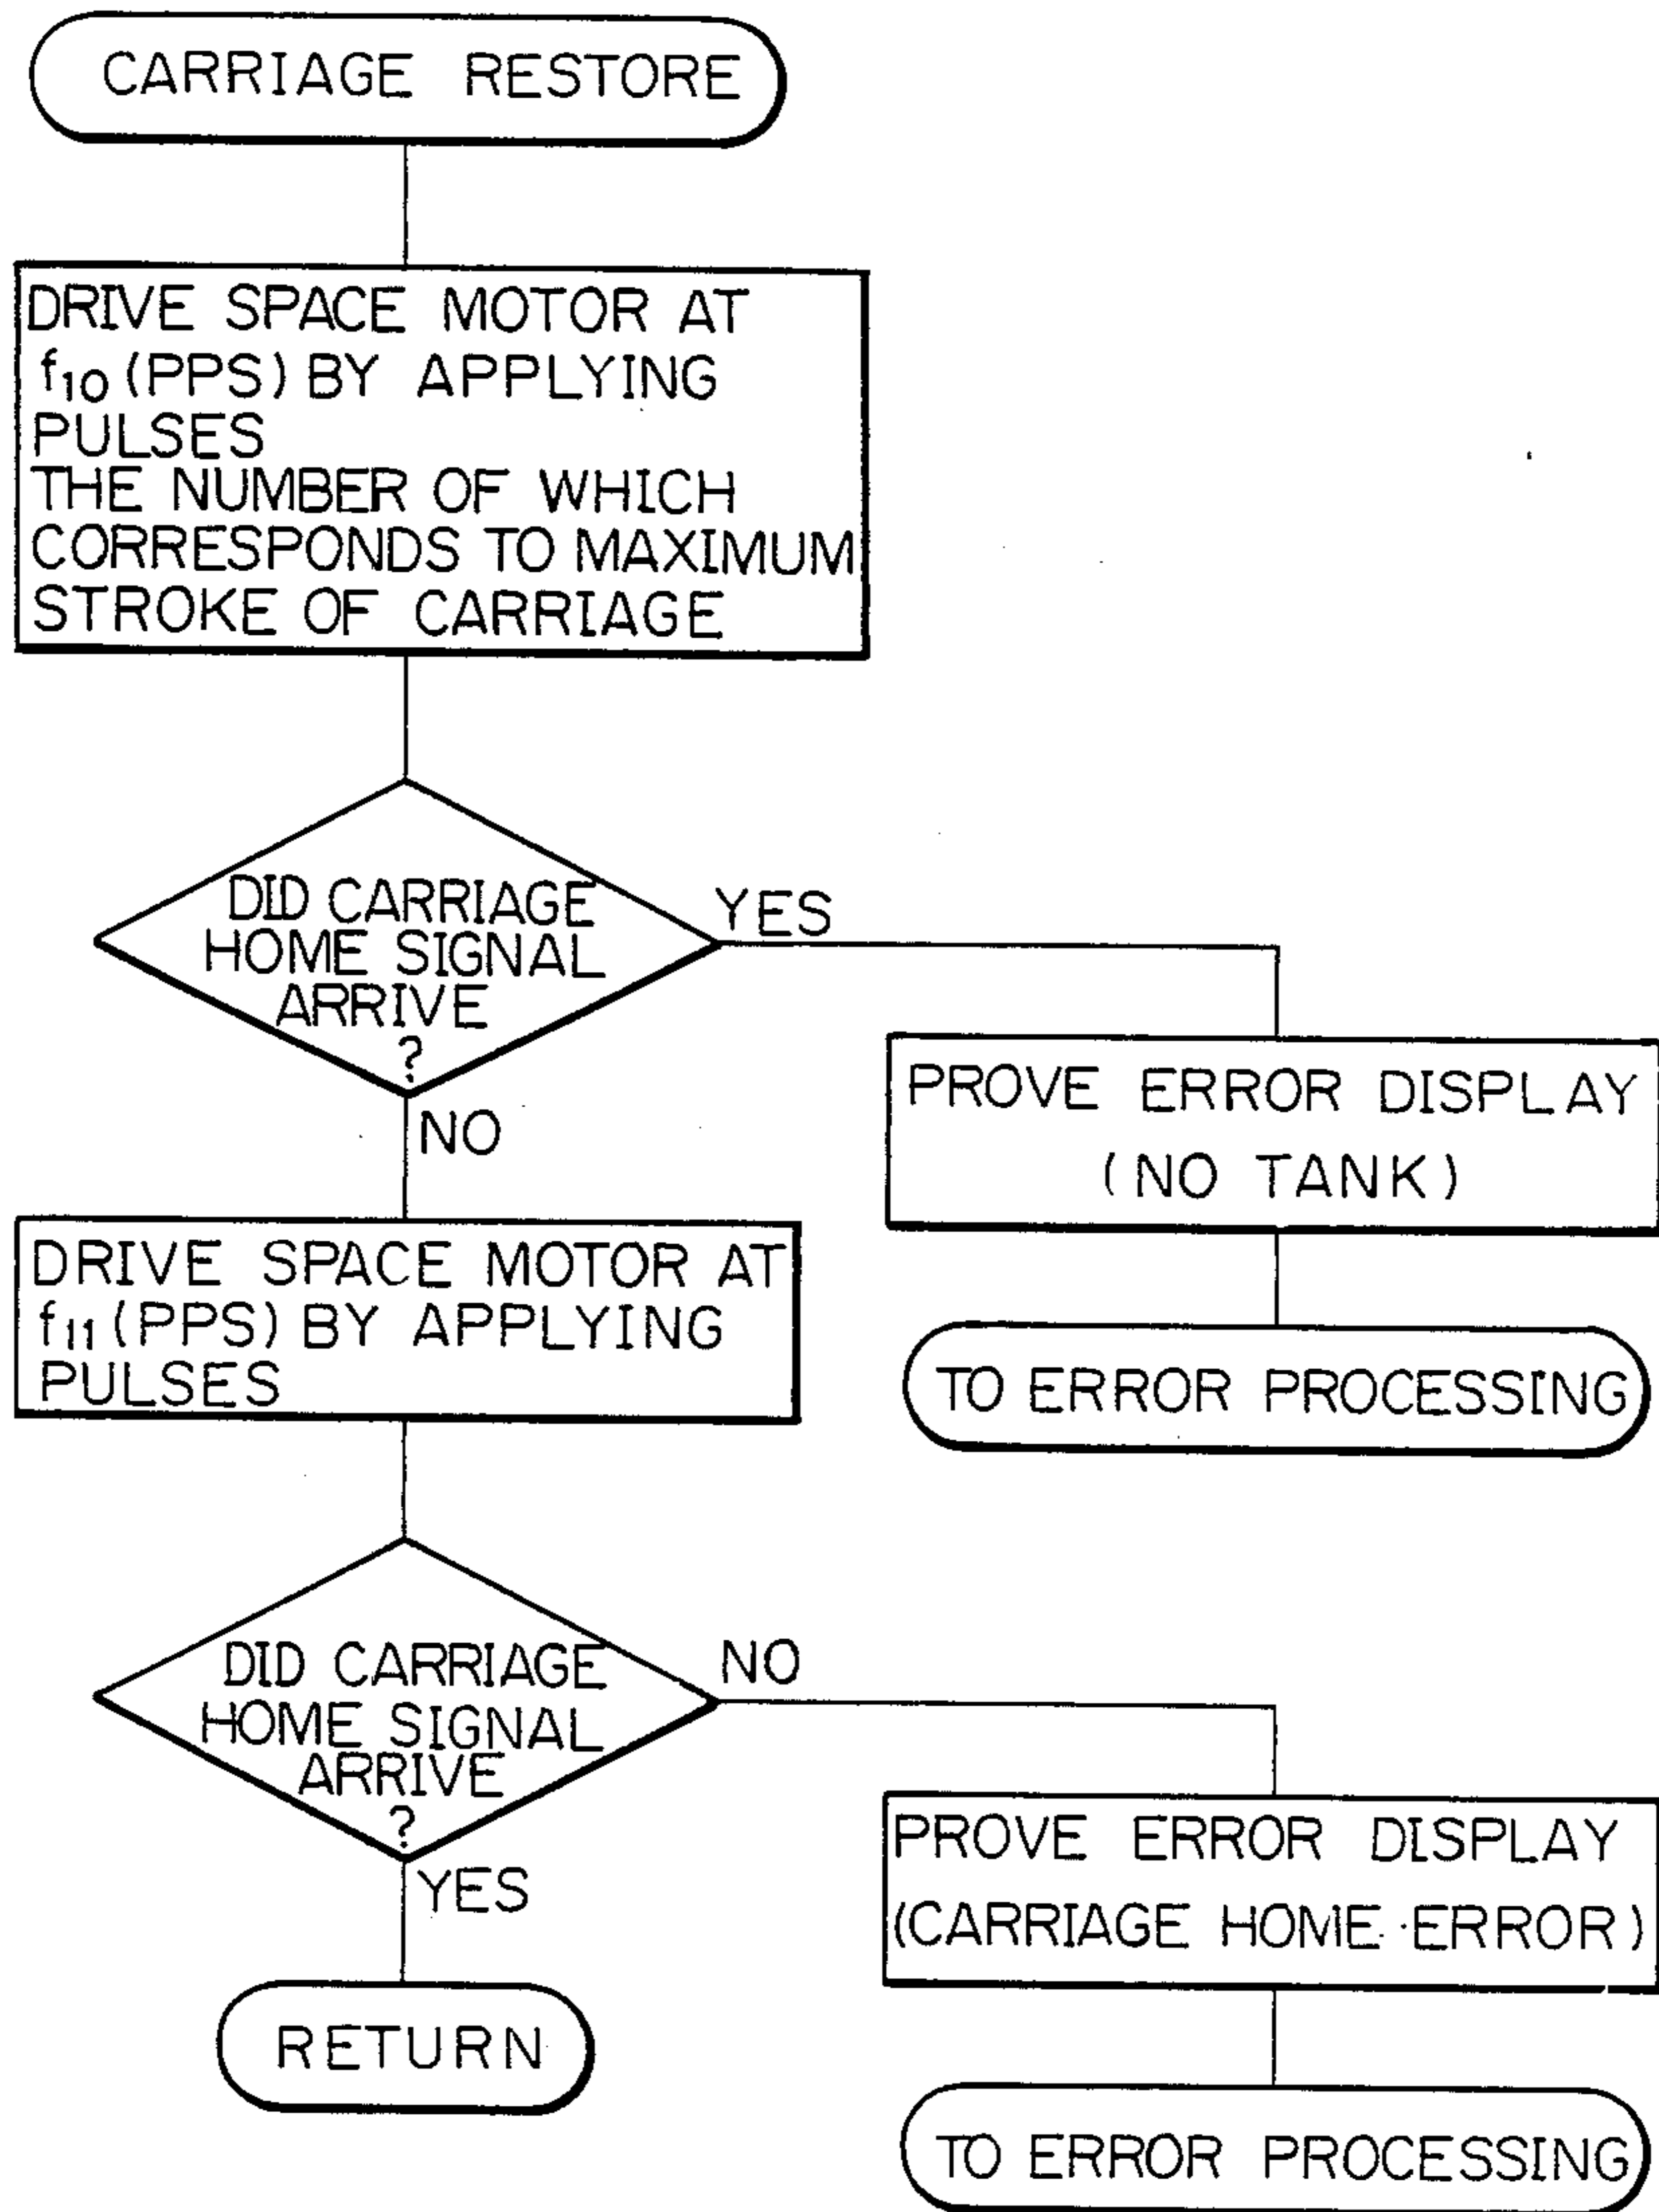 CARRIAGE RESTORE
DRIVE SPACE MOTOR AT
f10 (PPS) BY APPLYING
PULSES
THE NUMBER OF WHICH
CORRESPONDS TO MAXIMUM
STROKE OF CARRIAGE
DID CARRIAGE
HOME SIGNAL
ARRIVE
?
YES
NO
PROVE ERROR DISPLAY
(NO TANK)
TO ERROR PROCESSING
DRIVE SPACE MOTOR AT
f11 (PPS) BY APPLYING
PULSES
DID CARRIAGE
HOME SIGNAL
ARRIVE
?
NO
YES
PROVE ERROR DISPLAY
(CARRIAGE HOME ERROR)
TO ERROR PROCESSING
RETURN